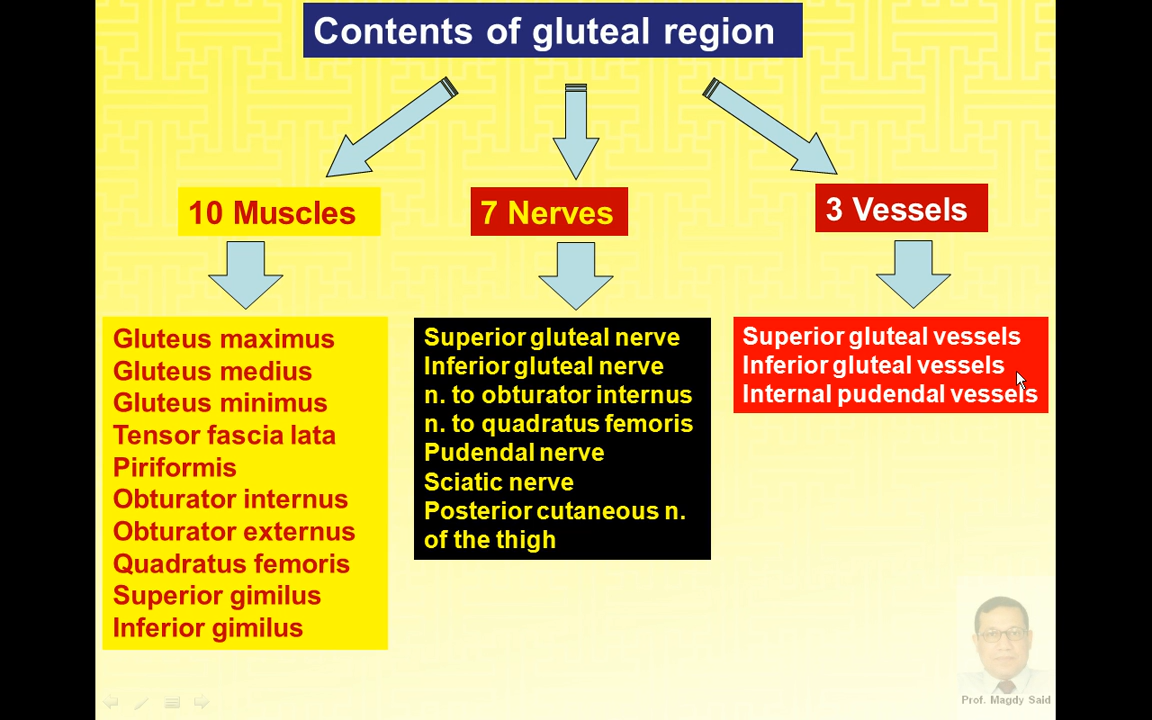 Contents of gluteal region
10 Muscles
7 Nerves
3 Vessels
Gluteus maximus
Gluteus medius
Gluteus minimus
Tensor fascia lata
Piriformis
Obturator internus
Obturator externus
Quadratus femoris
Superior gimilus
Inferior gimilus
Superior gluteal nerve
Inferior gluteal nerve
n. to obturator internus
n. to quadratus femoris
Pudendal nerve
Sciatic nerve
Posterior cutaneous n.
of the thigh
Superior gluteal vessels
Inferior gluteal vessels
Internal pudendal vessels
Prof. Magdy Said